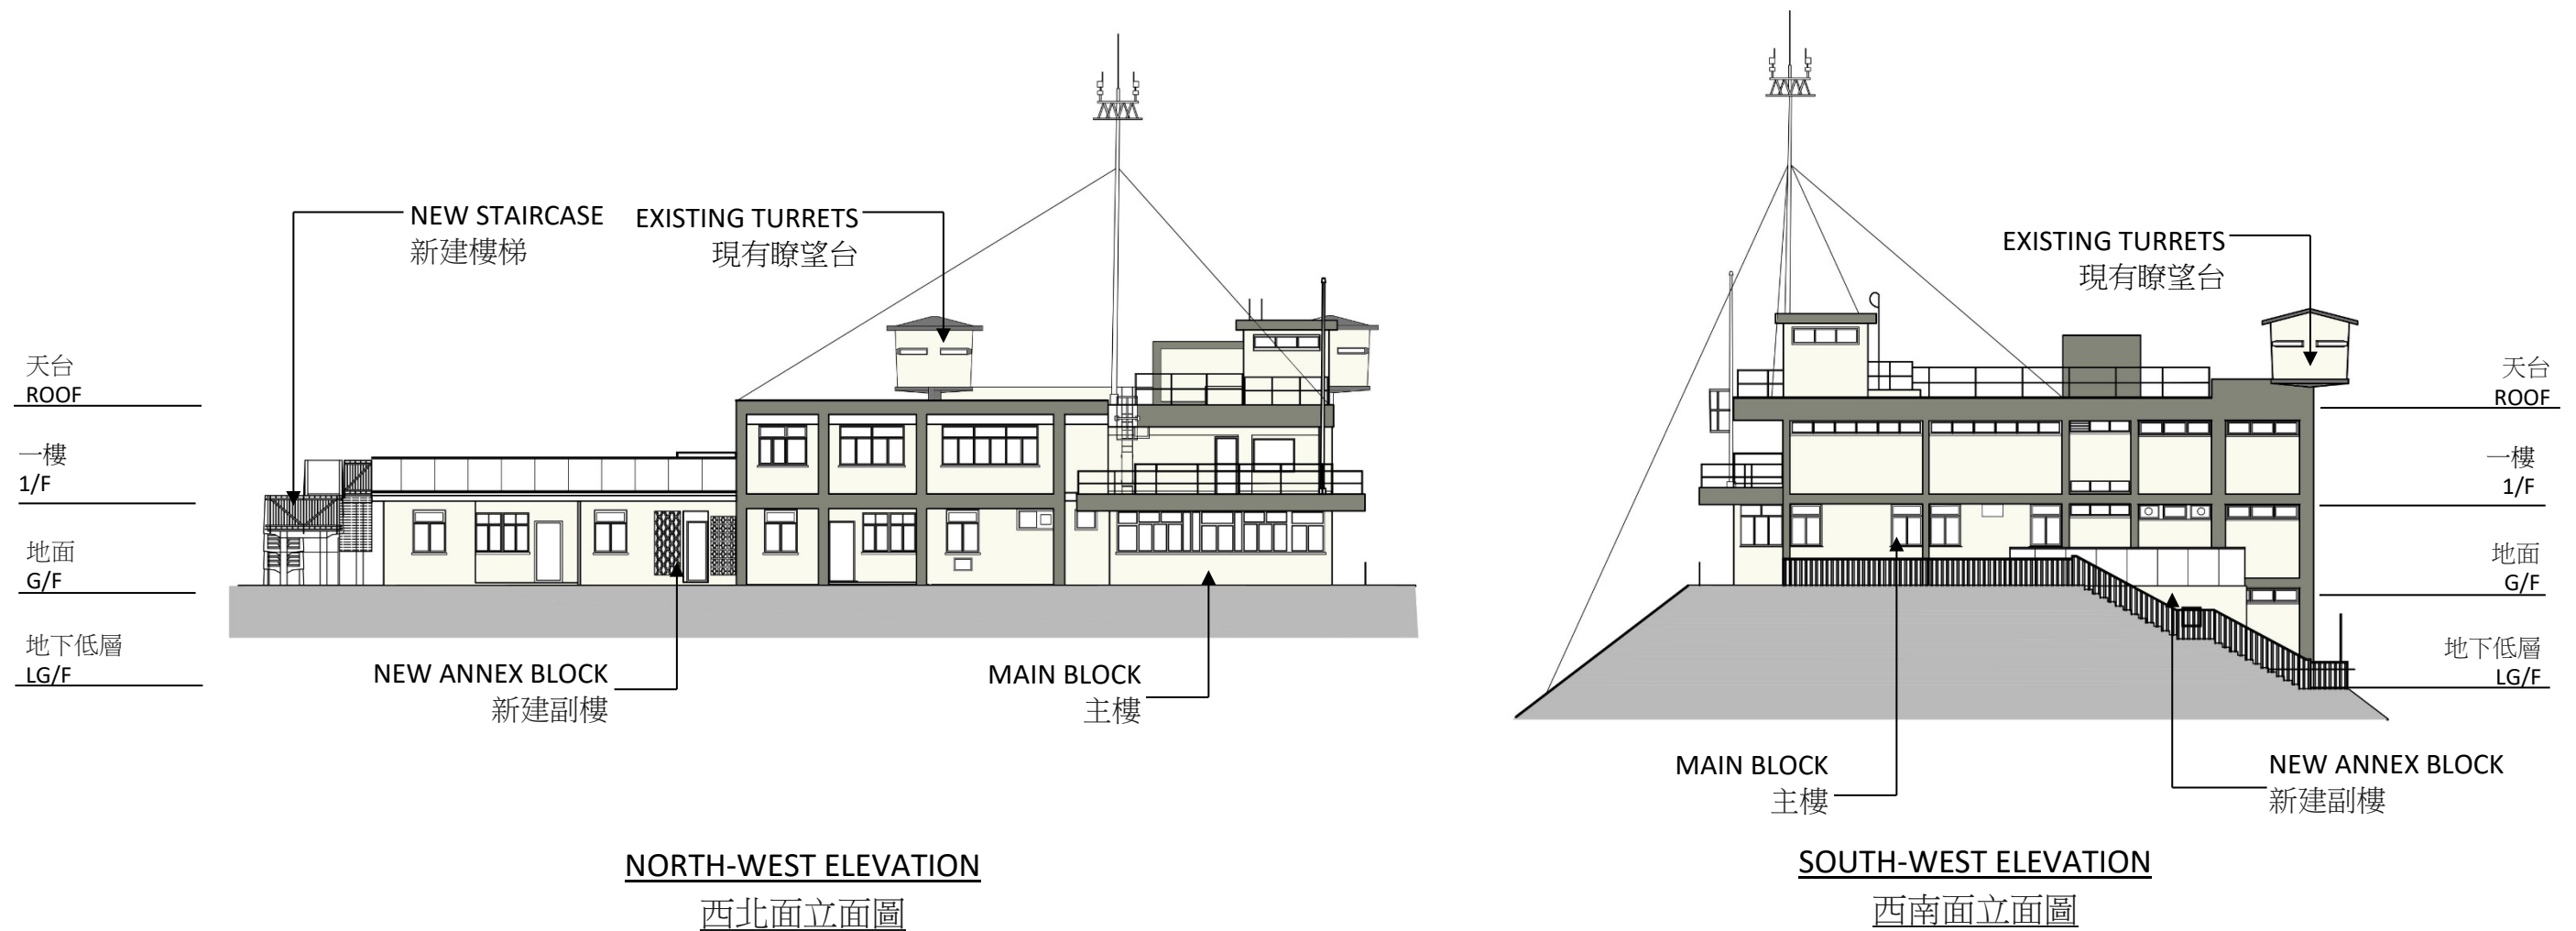 NEW STAIRCASE
新建樓梯
EXISTING TURRETS
現有瞭望台
天台
ROOF
一樓
1/F
地面
G/F
地下低層
LG/F
NEW ANNEX BLOCK
新建副樓
MAIN BLOCK
主樓
NORTH-WEST ELEVATION
西北面立面圖
EXISTING TURRETS
現有瞭望台
天台
ROOF
一樓
1/F
地面
G/F
地下低層
LG/F
MAIN BLOCK
主樓
NEW ANNEX BLOCK
新建副樓
SOUTH-WEST ELEVATION
西南面立面圖